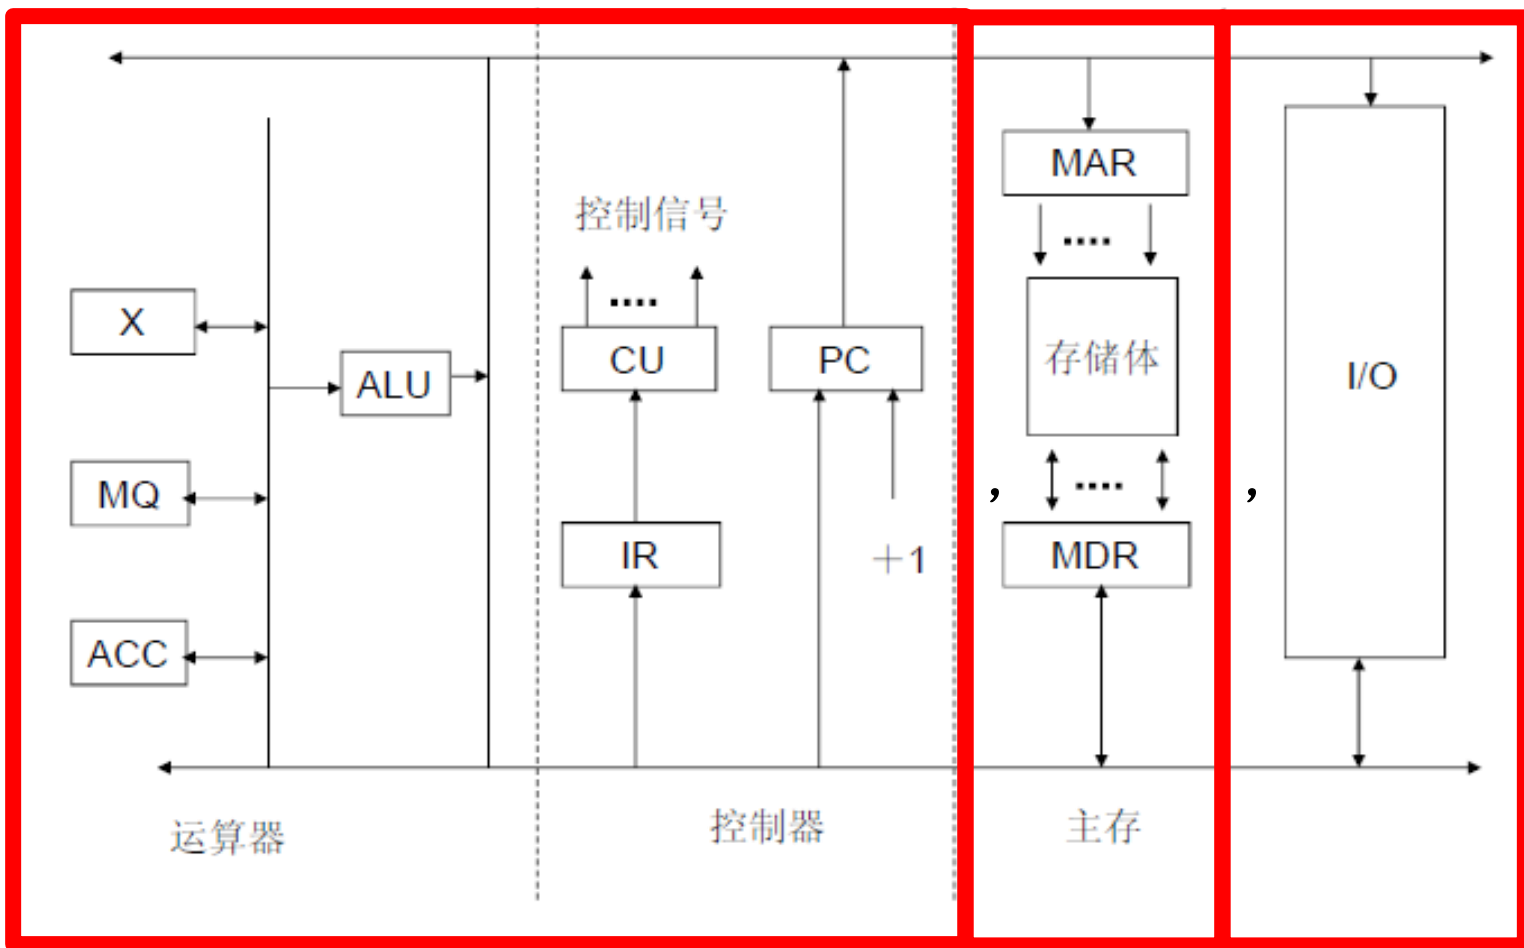 MAR
控制信号
....
....
X
CU
PC
存储体
I/O
ALU
MQ
,
....
,
IR
+1
MDR
ACC
运算器
控制器
主存